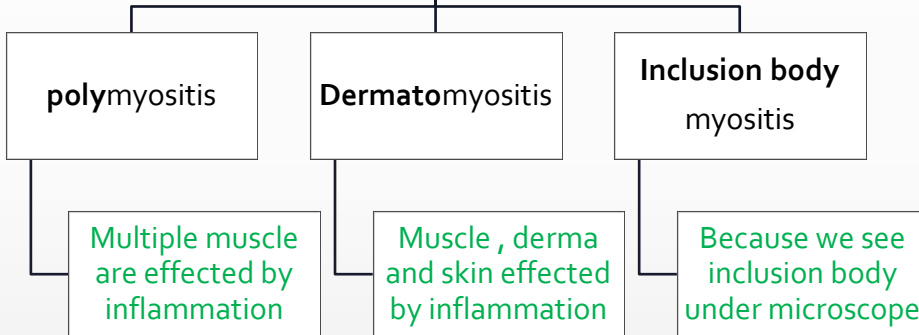 polymyositis
Dermatomyositis
Inclusion body
myositis
Multiple muscle
are effected by
inflammation
Muscle , derma
and skin effected
by inflammation
Because we see
inclusion body
under microscope